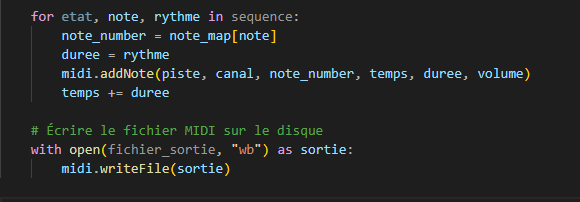 for etat, note, rythme in sequence:
    note_number = note_map[note]
    duree = rythme
    midi.addNote(piste, canal, note_number, temps, duree, volume)
    temps += duree

# Écrire le fichier MIDI sur le disque
with open(fichier_sortie, "wb") as sortie:
    midi.writeFile(sortie)